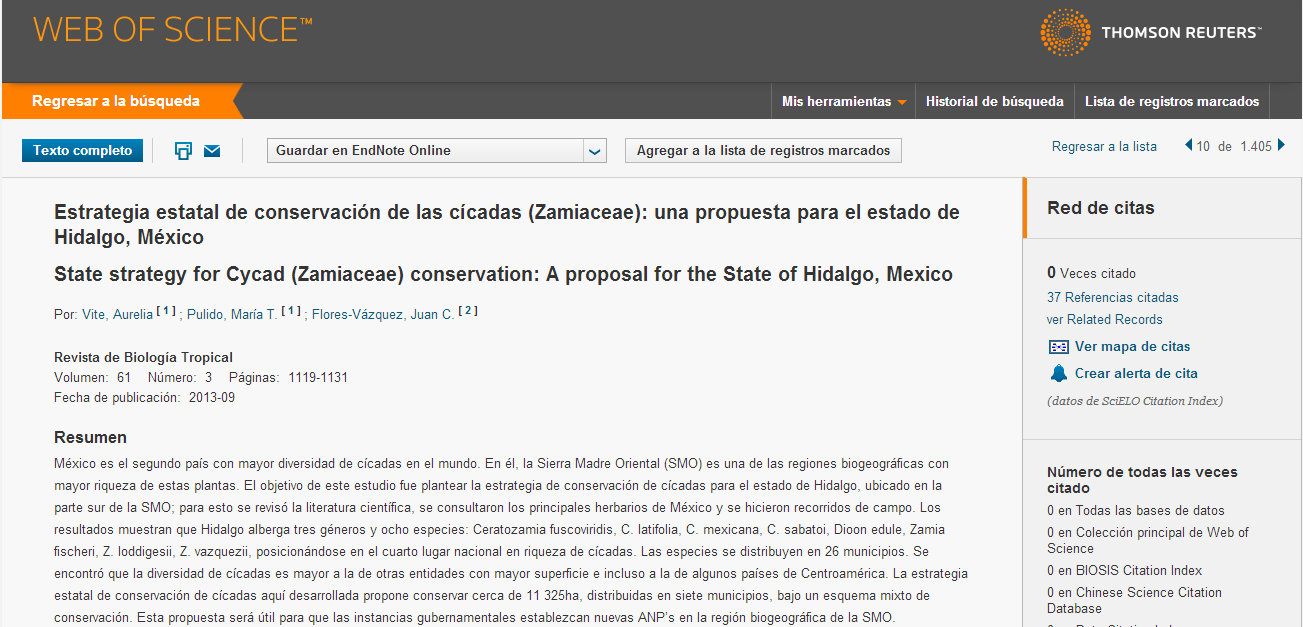 WEB OF SCIENCE™
THOMSON REUTERS™
Regresar a la búsqueda
Mis herramientas
Historial de búsqueda
Lista de registros marcados
Texto completo
Guardar en EndNote Online
Agregar a la lista de registros marcados
Regresar a la lista
10 de 1.405
Estrategia estatal de conservación de las cícadas (Zamiaceae): una propuesta para el estado de
Hidalgo, México
State strategy for Cycad (Zamiaceae) conservation: A proposal for the State of Hidalgo, Mexico
Por: Vite, Aurelia [ 1 ] ; Pulido, María T. [ 1 ] ; Flores-Vázquez, Juan C. [ 2 ]
Revista de Biología Tropical
Volumen: 61 Número: 3 Páginas: 1119-1131
Fecha de publicación: 2013-09
Resumen
México es el segundo país con mayor diversidad de cícadas en el mundo. En él, la Sierra Madre Oriental (SMO) es una de las regiones biogeográficas con
mayor riqueza de estas plantas. El objetivo de este estudio fue plantear la estrategia de conservación de cícadas para el estado de Hidalgo, ubicado en la
parte sur de la SMO; para esto se revisó la literatura científica, se consultaron los principales herbarios de México y se hicieron recorridos de campo. Los
resultados muestran que Hidalgo alberga tres géneros y ocho especies: Ceratozamia fuscoviridis, C. latifolia, C. mexicana, C. sabatoi, Dioon edule, Zamia
fischeri, Z. loddigesii, Z. vazquezii, posicionándose en el cuarto lugar nacional en riqueza de cícadas. Las especies se distribuyen en 26 municipios. Se
encontró que la diversidad de cícadas es mayor a la de otras entidades con mayor superficie e incluso a la de algunos países de Centroamérica. La estrategia
estatal de conservación de cícadas aquí desarrollada propone conservar cerca de 11 325ha, distribuidas en siete municipios, bajo un esquema mixto de
conservación. Esta propuesta será útil para que las instancias gubernamentales establezcan nuevas ANP's en la región biogeográfica de la SMO.
Red de citas
0 Veces citado
37 Referencias citadas
ver Related Records
Ver mapa de citas
Crear alerta de cita
(datos de SciELO Citation Index)
Número de todas las veces
citado
0 en Todas las bases de datos
0 en Colección principal de Web of
Science
0 en BIOSIS Citation Index
0 en Chinese Science Citation
Database